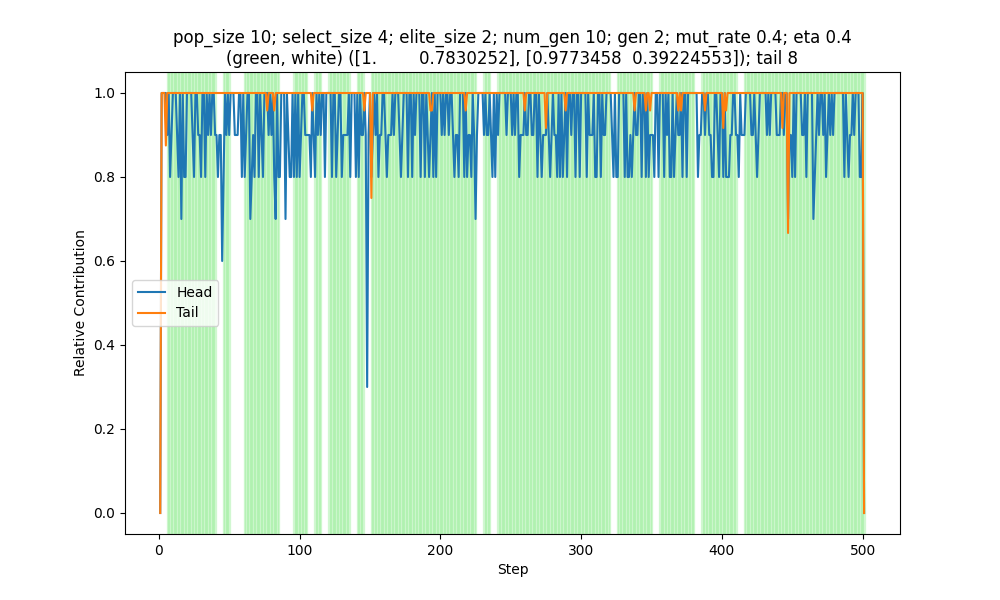 pop_size 10; select_size 4; elite_size 2; num_gen 10; gen 2; mut_rate 0.4; eta 0.4
(green, white) ([1.        0.7830252], [0.9773458  0.39224553]); tail 8
1.0
0.8
0.6
0.4
0.2
0.0
Relative Contribution
Head
Tail
0
100
200
300
400
500
Step